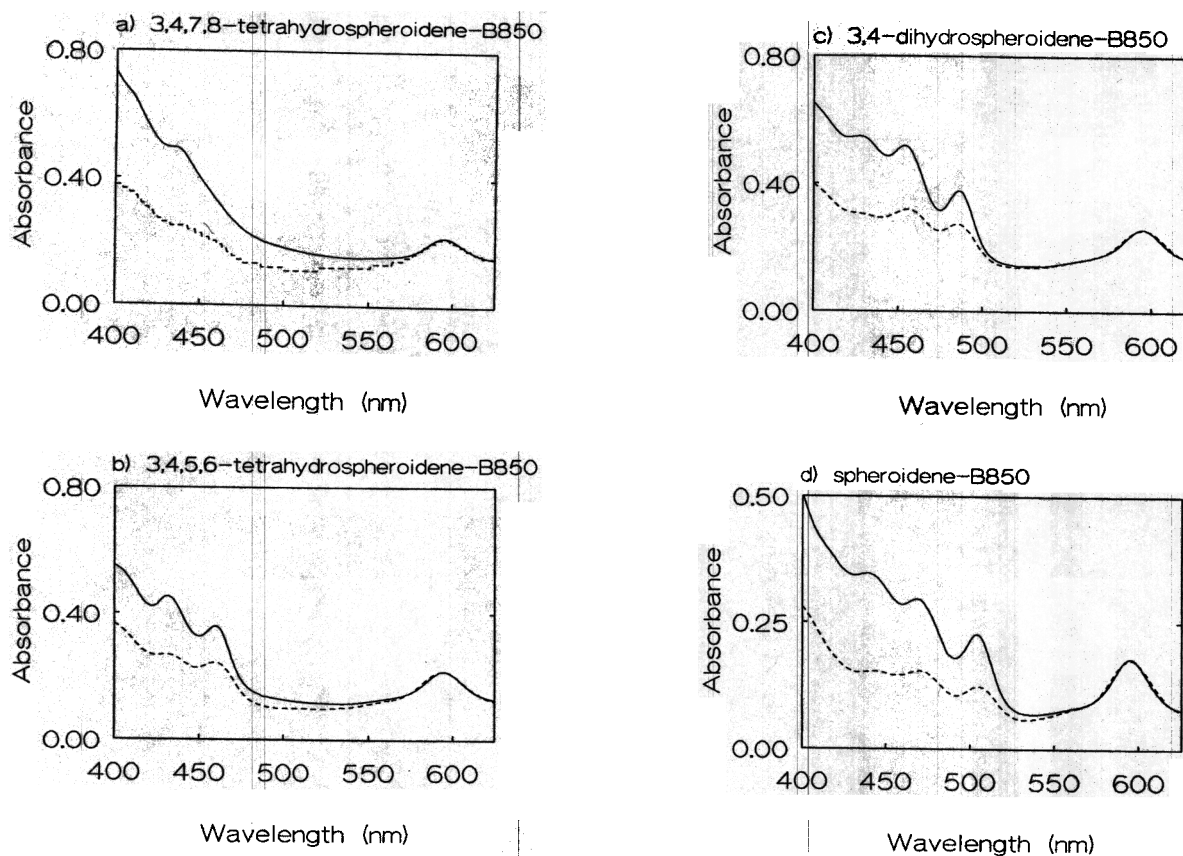 a) 3,4,7,8-tetrahydrospheroidene-B850
0.80
0.40
0.00
Absorbance
400 450 500 550 600
Wavelength (nm)
b) 3,4,5,6-tetrahydrospheroidene-B850
0.80
0.40
0.00
Absorbance
400 450 500 550 600
Wavelength (nm)
c) 3,4-dihydrospheroidene-B850
0.80
0.40
0.00
Absorbance
400 450 500 550 600
Wavelength (nm)
d) spheroidene-B850
0.50
0.25
0.00
Absorbance
400 450 500 550 600
Wavelength (nm)